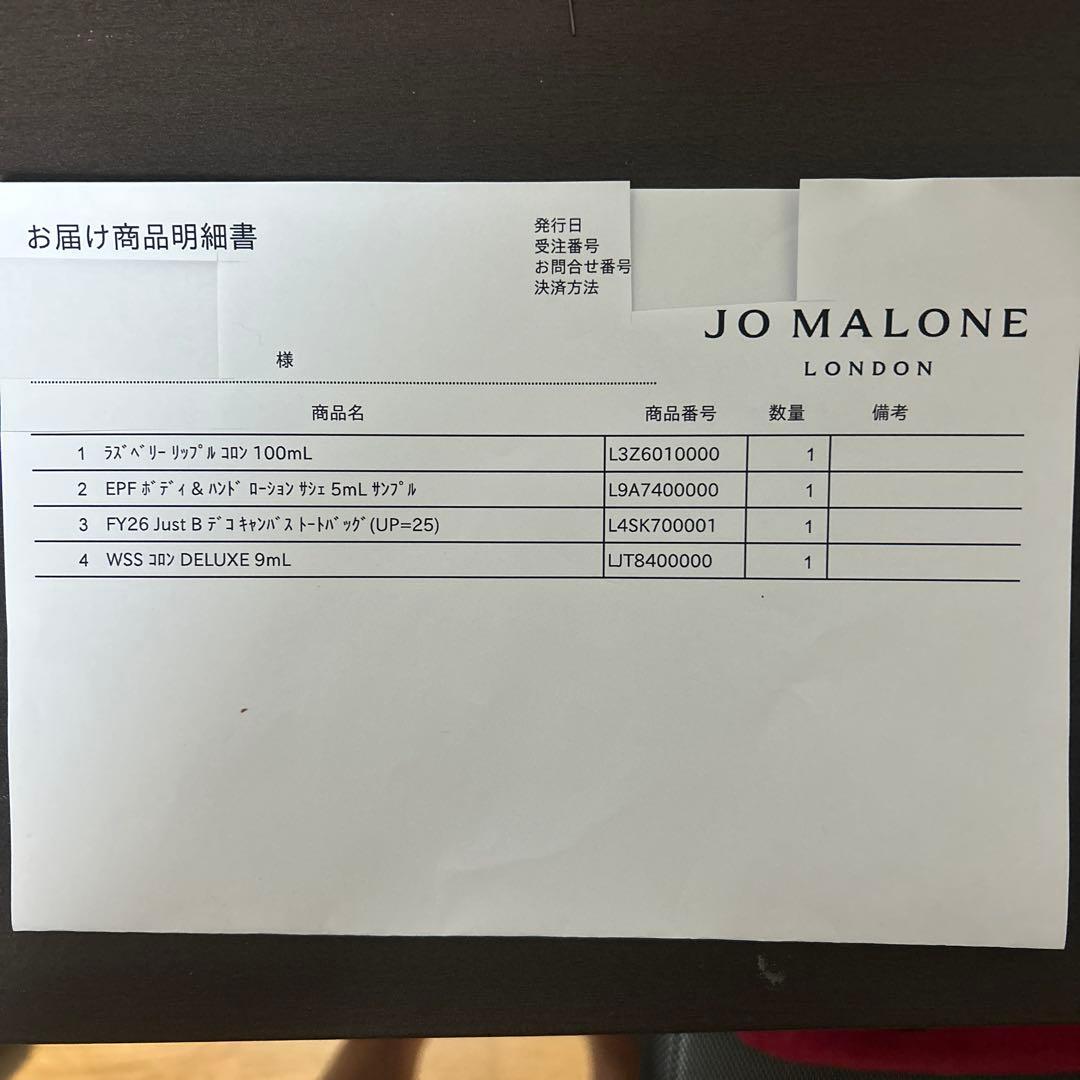 お届け商品明細書
発行日
受注番号
お問合せ番号
決済方法
JO MALONE
LONDON
様
商品名 商品番号 数量 備考
1 ﾗｽﾞﾍﾞﾘｰ ﾘｯﾌﾟﾙ ｺﾛﾝ 100mL L3Z6010000 1
2 EPF ﾎﾞﾃﾞｨ & ﾊﾝﾄﾞ ﾛｰｼｮﾝ ｻｼｪ 5mL ｻﾝﾌﾟﾙ L9A7400000 1
3 FY26 Just B ﾃﾞｺ ｷｬﾝﾊﾞｽ ﾄｰﾄﾊﾞｯｸﾞ(UP=25) L4SK700001 1
4 WSS ｺﾛﾝ DELUXE 9mL LJT8400000 1